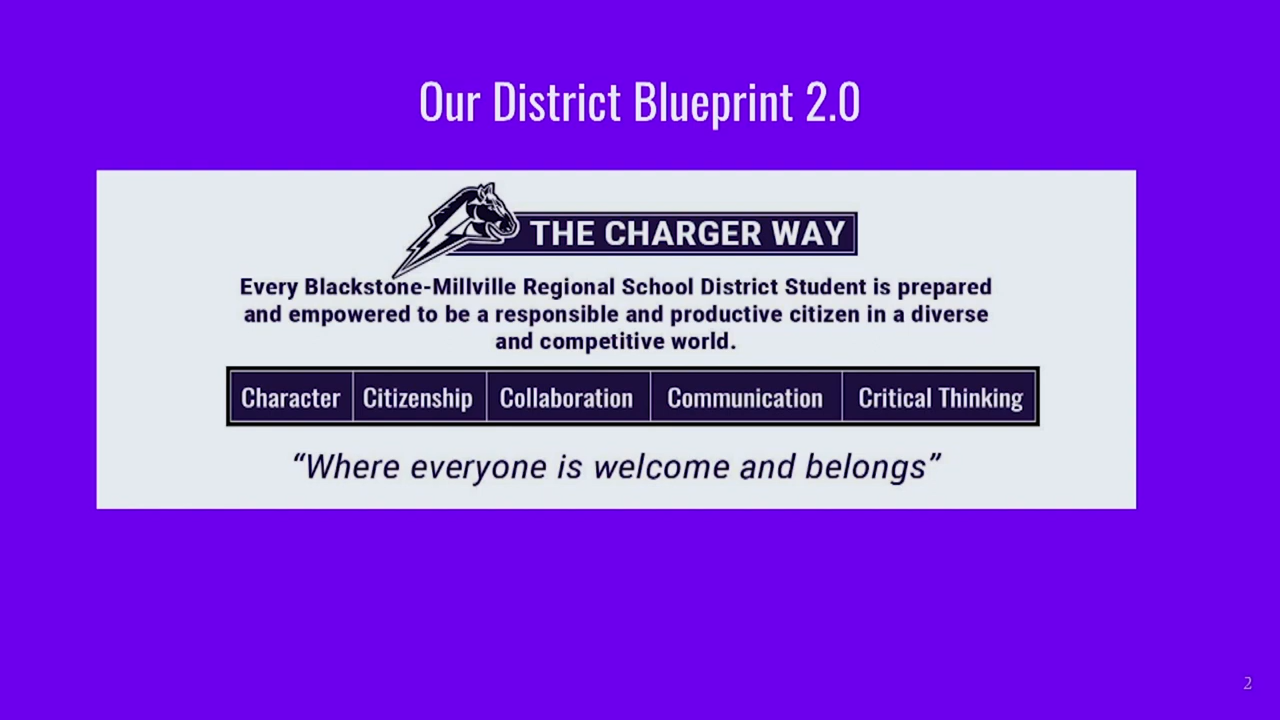 Our District Blueprint 2.0
THE CHARGER WAY
Every Blackstone-Millville Regional School District Student is prepared
and empowered to be a responsible and productive citizen in a diverse
and competitive world.
Character Citizenship Collaboration Communication Critical Thinking
“Where everyone is welcome and belongs”
2